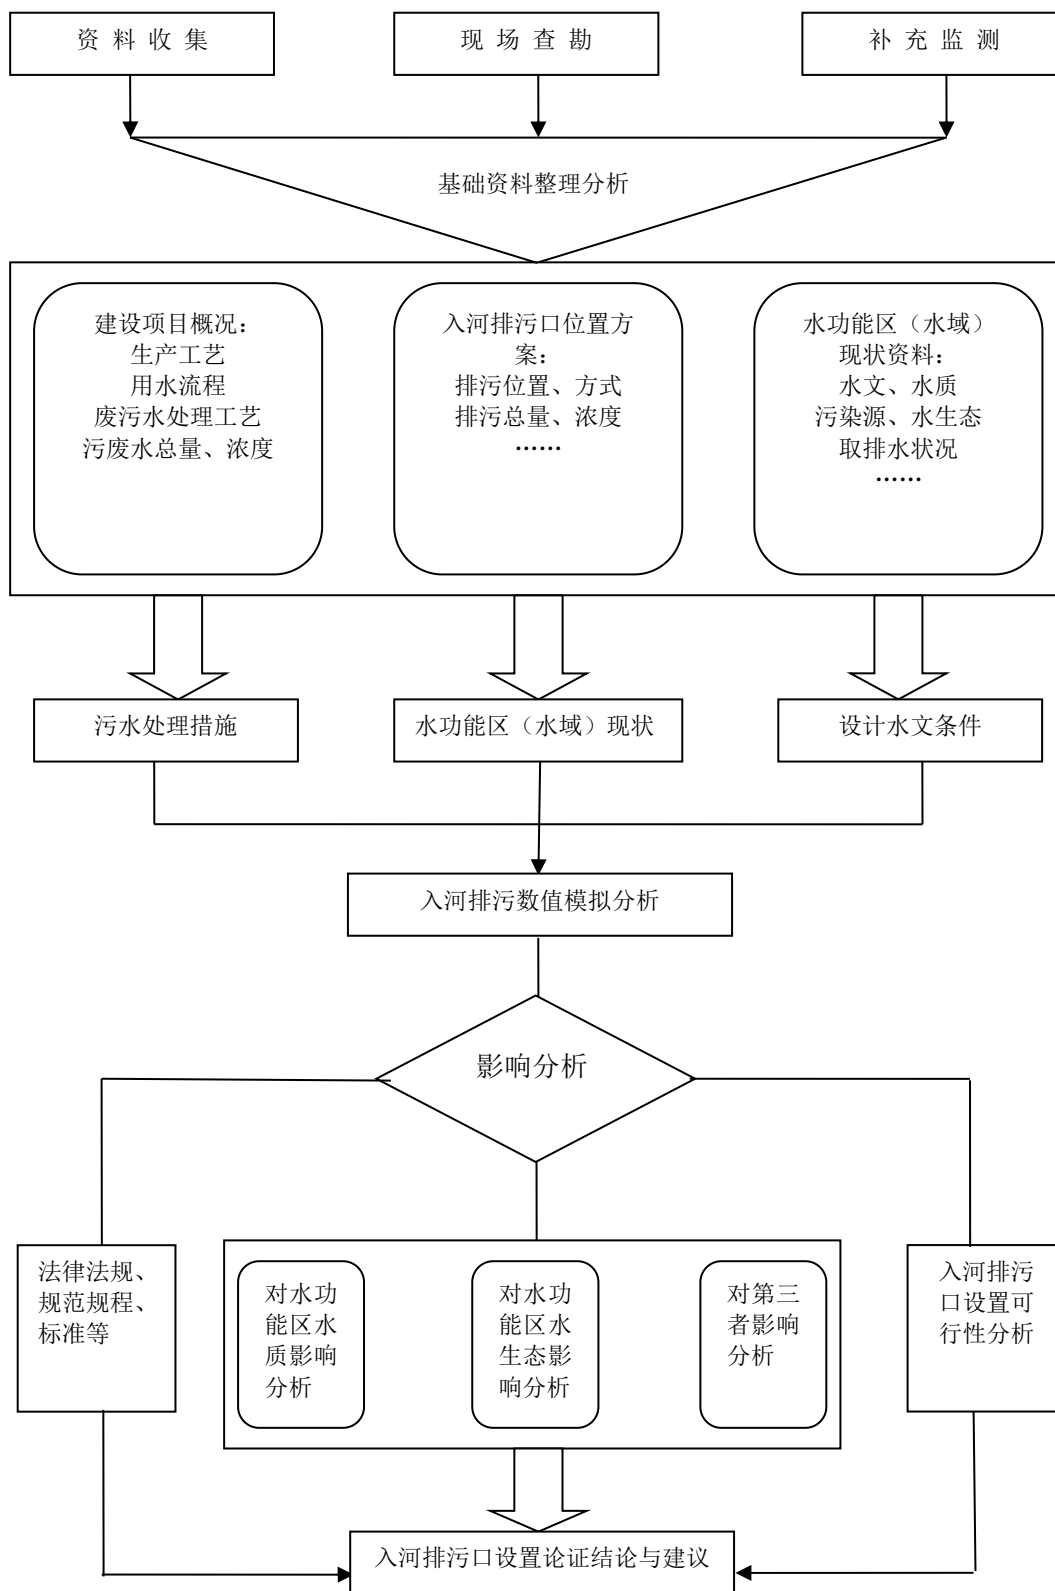 资 料 收 集
现 场 查 勘
补 充 监 测
基础资料整理分析
建设项目概况：
生产工艺
用水流程
废污水处理工艺
污废水总量、浓度
入河排污口位置方
案：
排污位置、方式
排污总量、浓度
……
水功能区（水域）
现状资料：
水文、水质
污染源、水生态
取排水状况
……
污水处理措施
水功能区（水域）现状
设计水文条件
入河排污数值模拟分析
影响分析
法律法规、
规范规程、
标准等
对水功
能区水
质影响
分析
对水功
能区水
生态影
响分析
对第三
者影响
分析
入河排污
口设置可
行性分析
入河排污口设置论证结论与建议